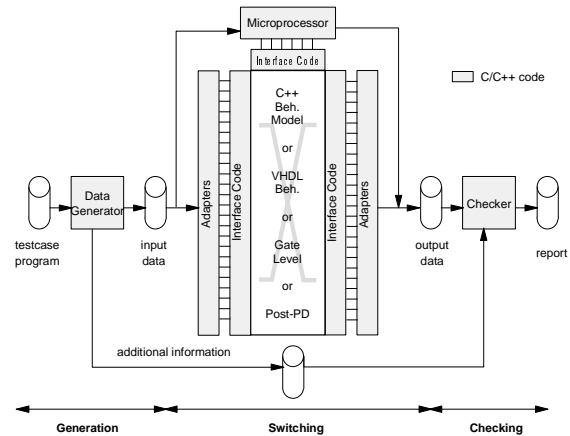 Microprocessor
Interface Code
C/C++ code
C++
Beh.
Model
or
VHDL
Beh.
or
Gate
Level
or
Post-PD
Adapters
Interface Code
Interface Code
Adapters
Data
Generator
Checker
testcase
program
input
data
output
data
report
additional information
Generation
Switching
Checking